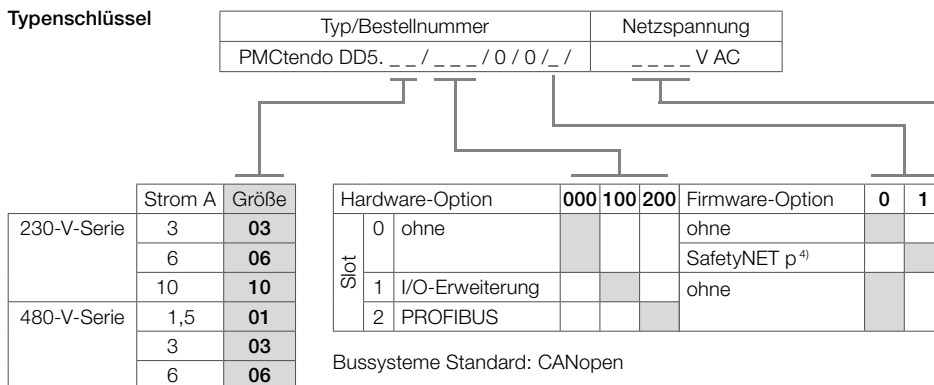 Typenschlüssel
Typ/Bestellnummer Netzspannung
PMCtendo DD5. _ _ / _ _ _ / 0 / 0 /_ / _ _ _ _ V AC
Strom A Größe
230-V-Serie 3 03
6 06
10 10
480-V-Serie 1,5 01
3 03
6 06
Hardware-Option 000 100 200 Firmware-Option 0 1
Slot
0 ohne ohne
SafetyNET p 4)
1 I/O-Erweiterung ohne
2 PROFIBUS
Bussysteme Standard: CANopen